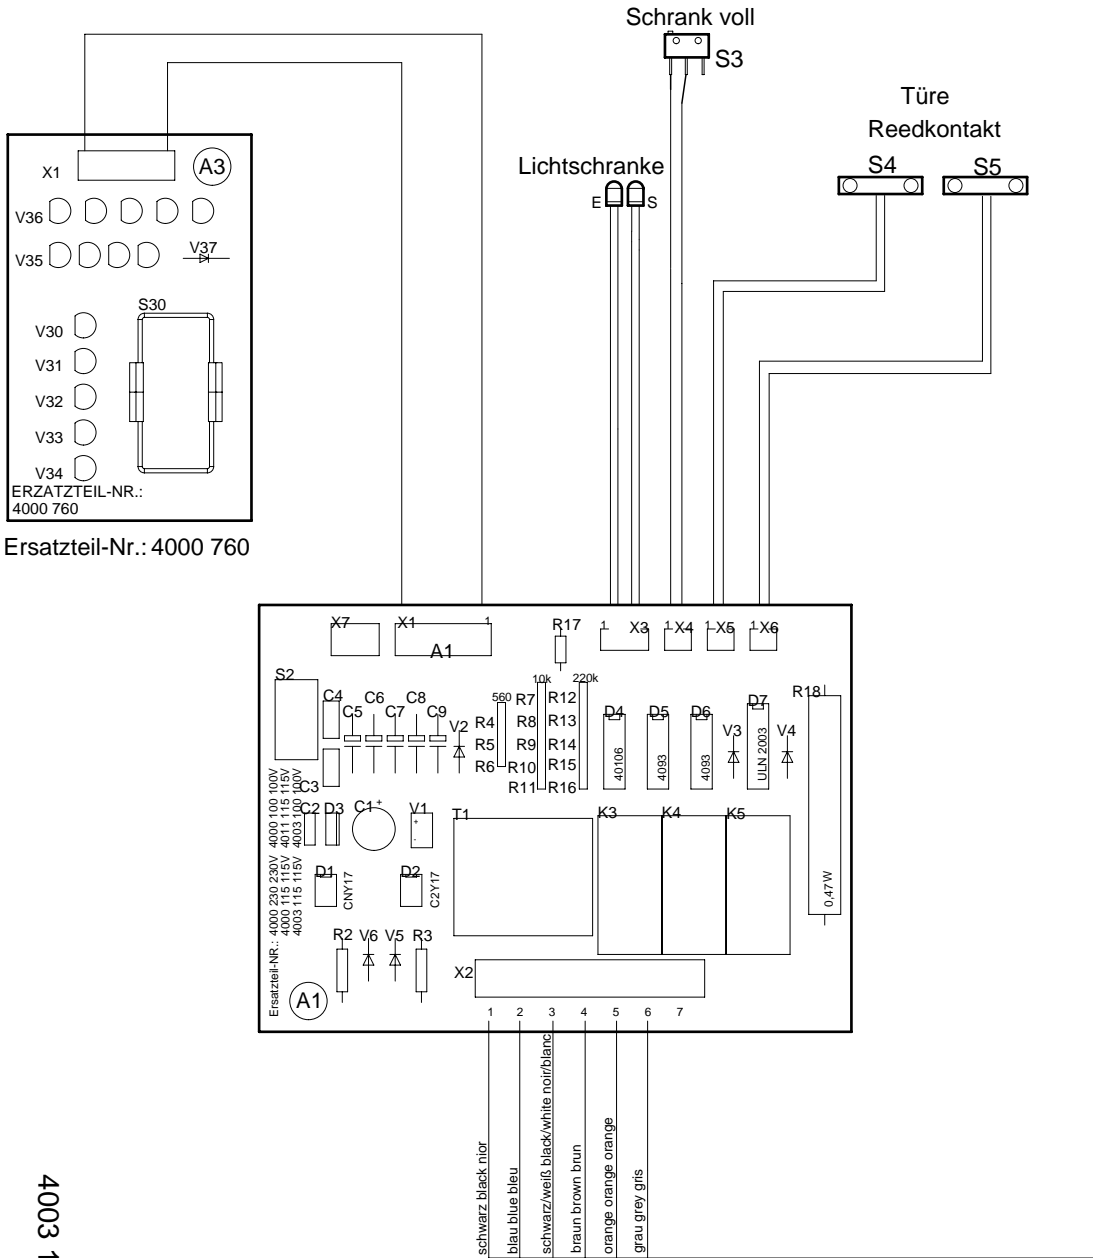 Schrank voll
S3
Türe
Reedkontakt
S4
S5
Lichtschranke
E
S
X1
A3
V36
V35
V37
S30
V30
V31
V32
V33
V34
ERZATZTEIL-NR.:
4000 760
Ersatzteil-Nr.: 4000 760
X7
X1
1
A1
R17
1
X3
1
X4
1
X5
1
X6
S2
C4
C5
C6
C7
C8
C9
V2
560
R4
R5
R6
10k
R7
R8
R9
R10
R11
220k
R12
R13
R14
R15
R16
D4
40106
D5
4093
D6
4093
V3
D7
ULN 2003
V4
R18
0,47W
C3
C2
D3
C1
+
V1
+
-
T1
K3
K4
K5
D1
CNY17
D2
C2Y17
R2
V6
V5
R3
X2
A1
4000 100 100V
4011 115 115V
4003 100 100V
Ersatzteil-NR.: 4000 230 230V
4000 115 115V
4003 115 115V
1
2
3
4
5
6
7
schwarz black nior
blau blue bleu
schwarz/weiß black/white noir/blanc
braun brown brun
orange orange orange
grau grey gris
4003